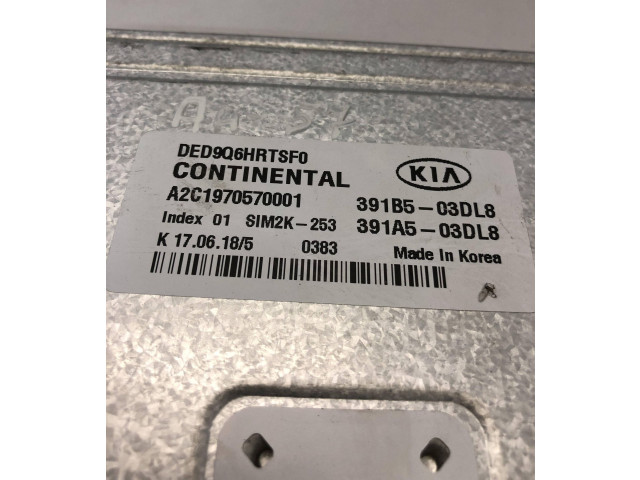 DED9Q6HRTSF0
CONTINENTAL
KIA
A2C1970570001
391B5-03DL8
Index 01 SIM2K-253
391A5-03DL8
K 17.06.18/5
0383
Made in Korea